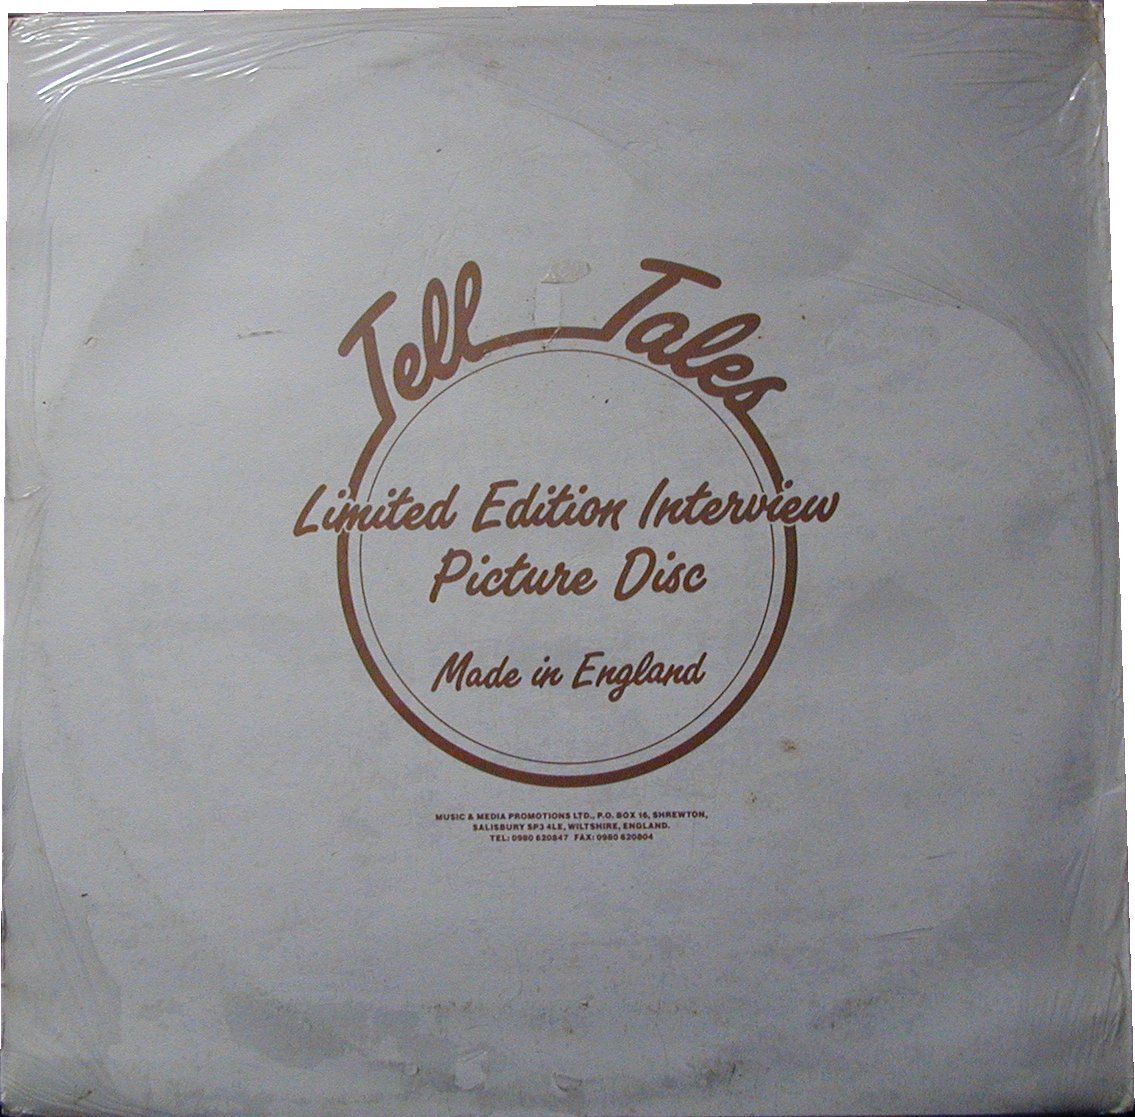 Tell Tales
Limited Edition Interview
Picture Disc
Made in England
MUSIC & MEDIA PROMOTIONS LTD., P.O. BOX 16, SHREWTON,
SALISBURY SP3 4LE, WILTSHIRE, ENGLAND.
TEL: 0980 620847 FAX: 0980 620804